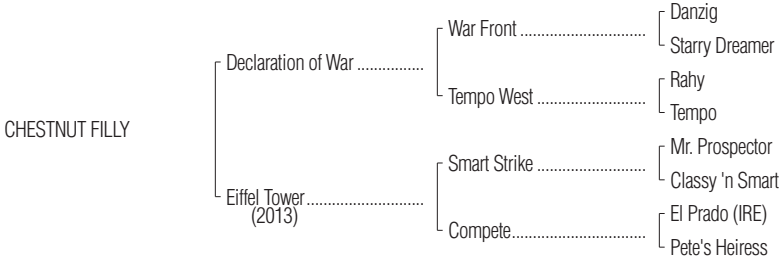 Danzig
War Front ..............................
Starry Dreamer
Declaration of War ................
Rahy
Tempo West ..........................
Tempo
CHESTNUT FILLY
Mr. Prospector
Smart Strike ..........................
Classy 'n Smart
Eiffel Tower............................
(2013)
El Prado (IRE)
Compete................................
Pete's Heiress